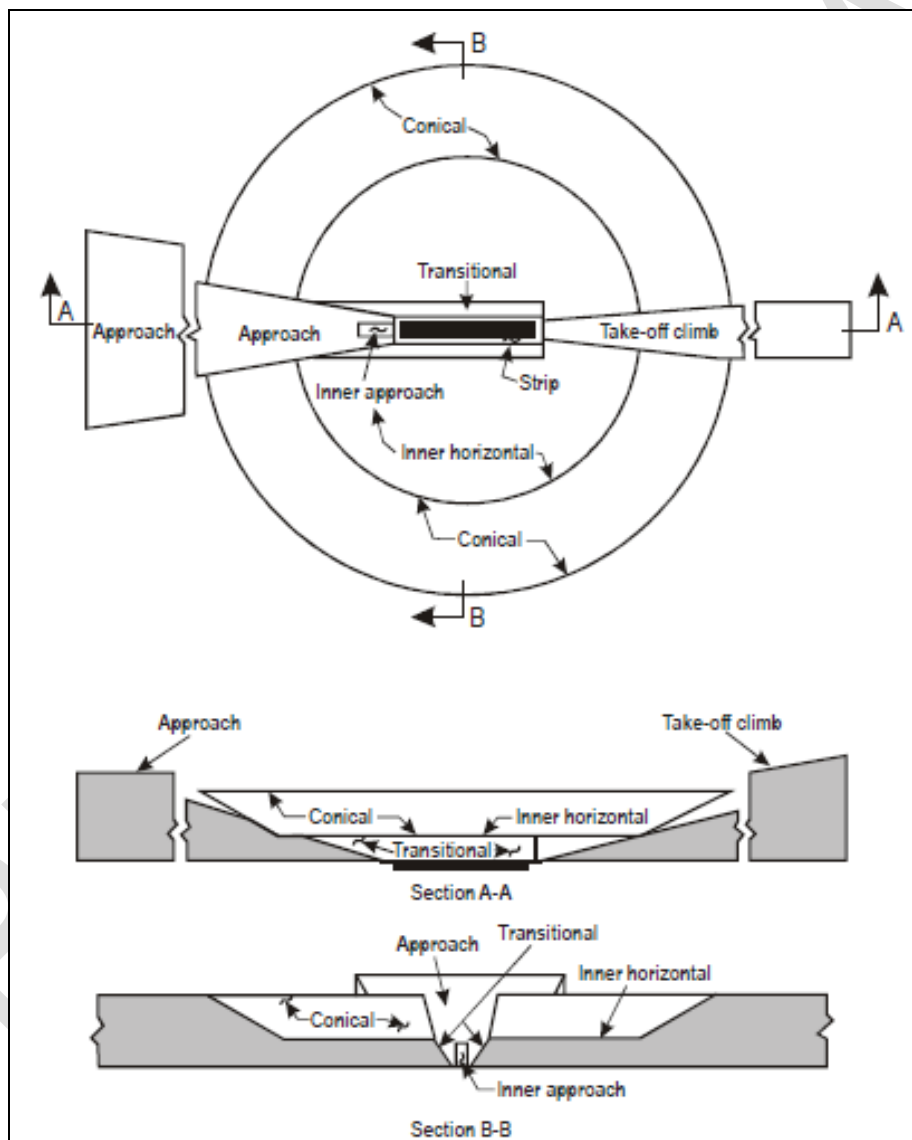 B
Conical
Transitional
A
A
Approach
Approach
Take-off climb
Inner approach
Strip
Inner horizontal
Conical
B
Approach
Take-off climb
Conical
Inner horizontal
Transitional
Section A-A
Approach
Transitional
Inner horizontal
Conical
Inner approach
Section B-B